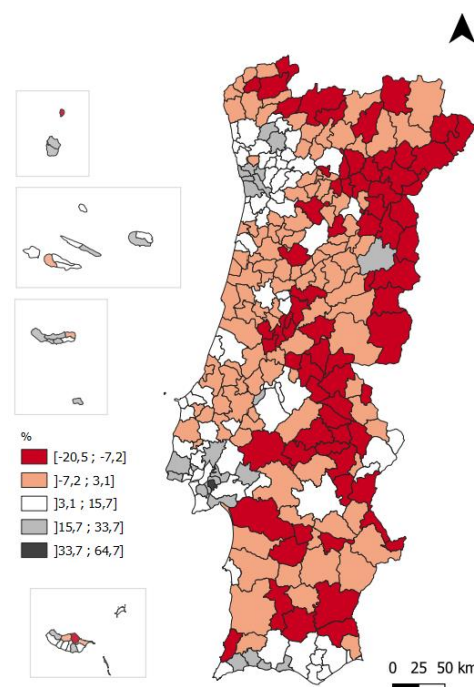 %
[-20,5 ; -7,2]
]-7,2 ; 3,1]
]3,1 ; 15,7]
]15,7 ; 33,7]
]33,7 ; 64,7]
0 25 50 km